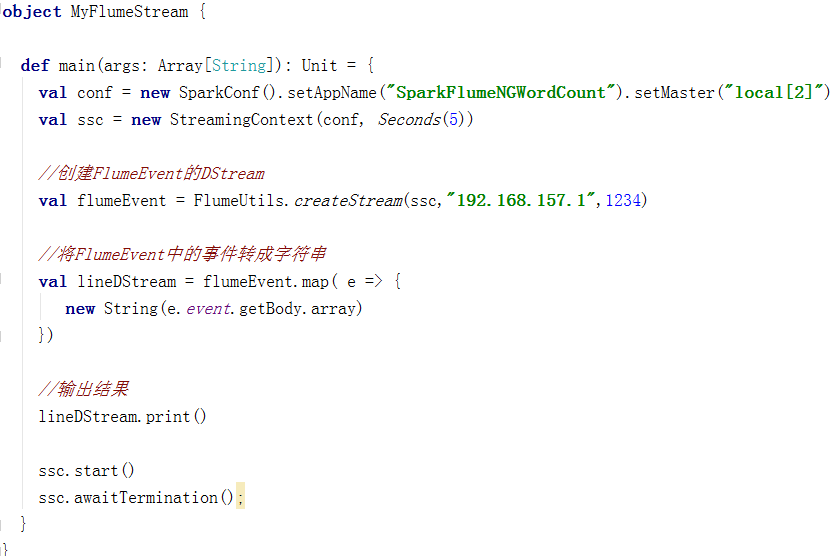 object MyFlumeStream {
def main(args: Array[String]): Unit = {
val conf = new SparkConf().setAppName("SparkFlumeNGWordCount").setMaster("local[2]")
val ssc = new StreamingContext(conf, Seconds(5))
//创建FlumeEvent的DStream
val flumeEvent = FlumeUtils.createStream(ssc,"192.168.157.1",1234)
//将FlumeEvent中的事件转成字符串
val lineDStream = flumeEvent.map( e => {
new String(e.event.getBody.array)
})
//输出结果
lineDStream.print()
ssc.start()
ssc.awaitTermination();
}
}